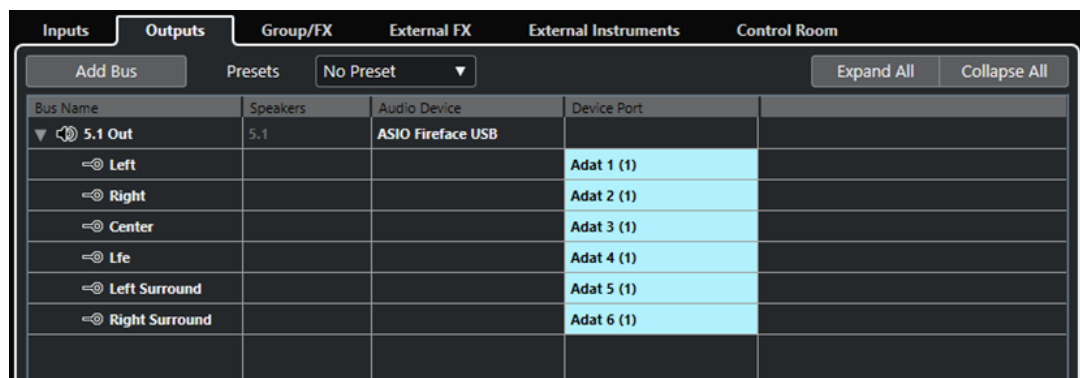 Inputs Outputs Group/FX External FX External Instruments Control Room
Add Bus Presets No Preset Expand All Collapse All
Bus Name Speakers Audio Device Device Port
5.1 Out 5.1 ASIO Fireface USB
Left Adat 1 (1)
Right Adat 2 (1)
Center Adat 3 (1)
Lfe Adat 4 (1)
Left Surround Adat 5 (1)
Right Surround Adat 6 (1)